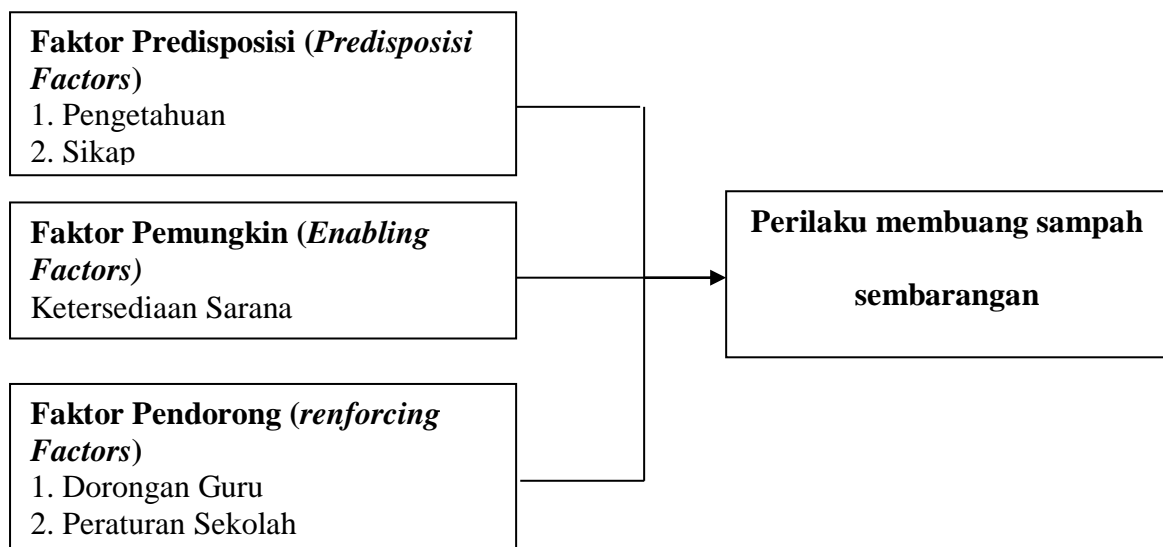 Faktor Predisposisi (Predisposisi
Factors)
1. Pengetahuan
2. Sikap
Faktor Pemungkin (Enabling
Factors)
Ketersediaan Sarana
Faktor Pendorong (renforcing
Factors)
1. Dorongan Guru
2. Peraturan Sekolah
Perilaku membuang sampah
sembarangan